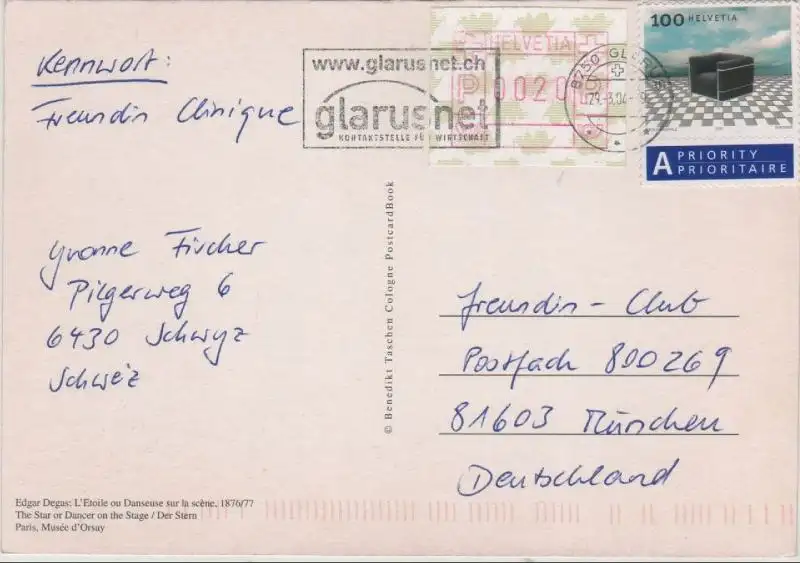 Kennwort:
Freundin Clinique
www.glarusnet.ch
glarusnet
KONTAKTSTELLE FÜR WIRTSCHAFT
HELVETIA
P 0020
8750 GLARUS
100 HELVETIA
A PRIORITY
PRIORITAIRE
Yvonne Fischer
Pilgerweg 6
6430 Schwyz
Schweiz
© Benedikt Taschen Cologne PostcardBook
Freundin-Club
Postfach 800269
81603 München
Deutschland
Edgar Degas: L'Etoile ou Danseuse sur la scène, 1876/77
The Star or Dancer on the Stage / Der Stern
Paris, Musée d'Orsay